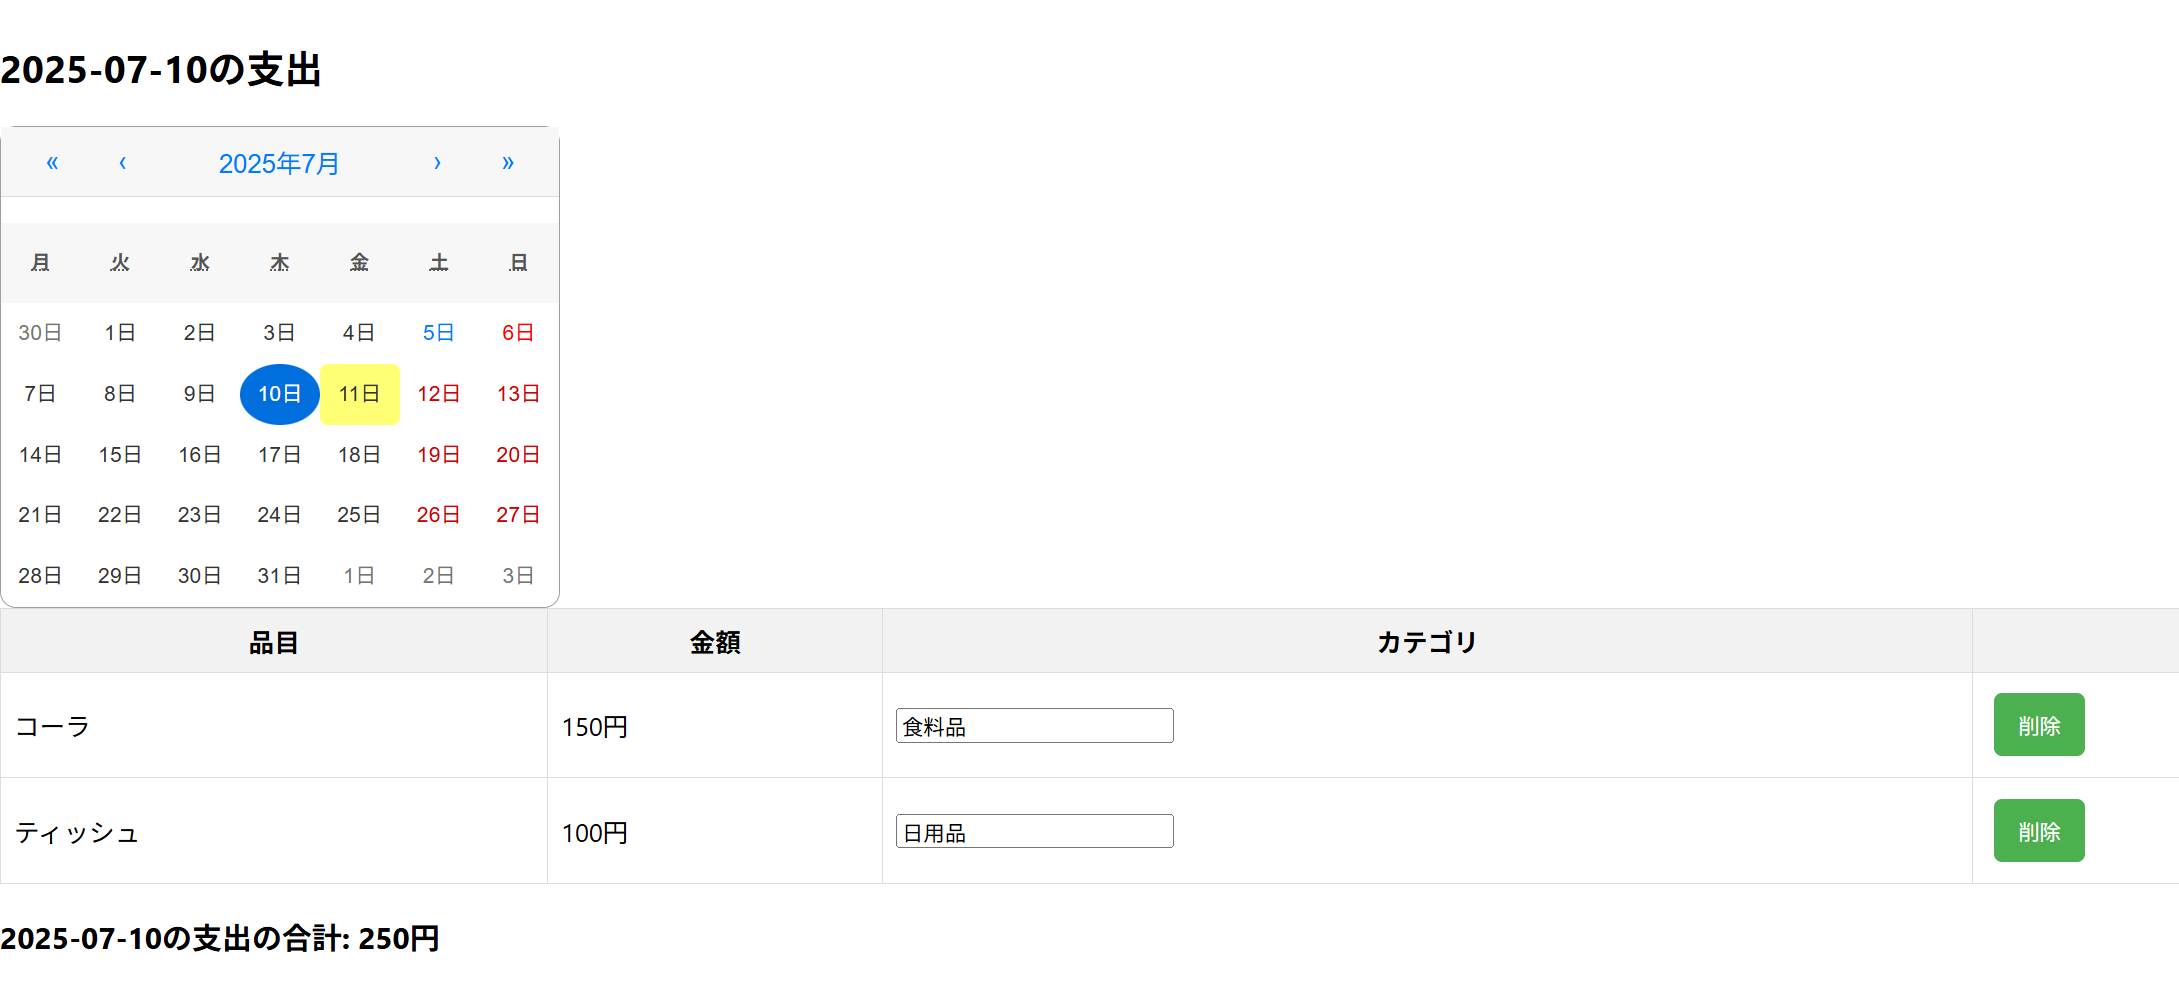 2025-07-10の支出
« ‹ 2025年7月 › »
月 火 水 木 金 土 日
30日 1日 2日 3日 4日 5日 6日
7日 8日 9日 10日 11日 12日 13日
14日 15日 16日 17日 18日 19日 20日
21日 22日 23日 24日 25日 26日 27日
28日 29日 30日 31日 1日 2日 3日
品目 金額 カテゴリ
コーラ 150円 食料品 削除
ティッシュ 100円 日用品 削除
2025-07-10の支出の合計: 250円